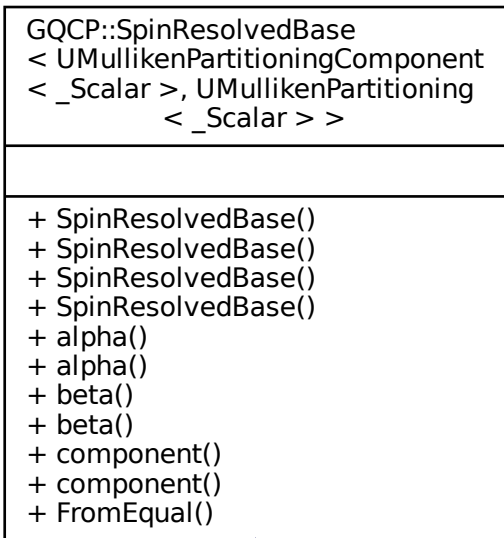 GQCP::SpinResolvedBase
< UMullikenPartitioningComponent
< _Scalar >, UMullikenPartitioning
< _Scalar > >
+ SpinResolvedBase()
+ SpinResolvedBase()
+ SpinResolvedBase()
+ SpinResolvedBase()
+ alpha()
+ alpha()
+ beta()
+ beta()
+ component()
+ component()
+ FromEqual()